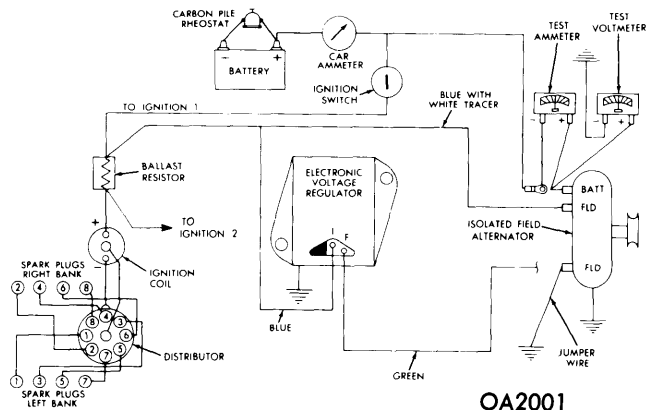 CARBON PILE
RHEOSTAT
- +
BATTERY
CAR
AMMETER
IGNITION
SWITCH
TEST
AMMETER
TEST
VOLTMETER
- +
- +
BLUE WITH
WHITE TRACER
TO IGNITION 1
BALLAST
RESISTOR
TO
IGNITION 2
+
-
IGNITION
COIL
ELECTRONIC
VOLTAGE
REGULATOR
I F
BATT
FLD
ISOLATED FIELD
ALTERNATOR
FLD
SPARK PLUGS
RIGHT BANK
2 4 6 8
8 4 3
1 6
2 7 5
DISTRIBUTOR
1 3 5 7
SPARK PLUGS
LEFT BANK
BLUE
GREEN
JUMPER
WIRE
OA2001